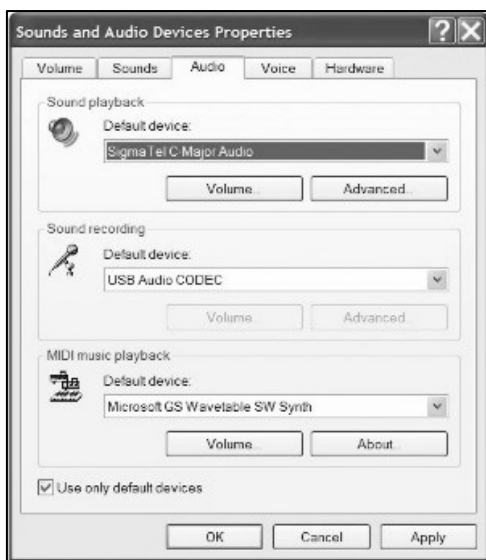 Sounds and Audio Devices Properties
Volume Sounds Audio Voice Hardware
Sound playback
Default device:
SigmaTel C-Major Audio
Volume... Advanced...
Sound recording
Default device:
USB Audio CODEC
Volume... Advanced...
MIDI music playback
Default device:
Microsoft GS Wavetable SW Synth
Volume... About...
Use only default devices
OK Cancel Apply